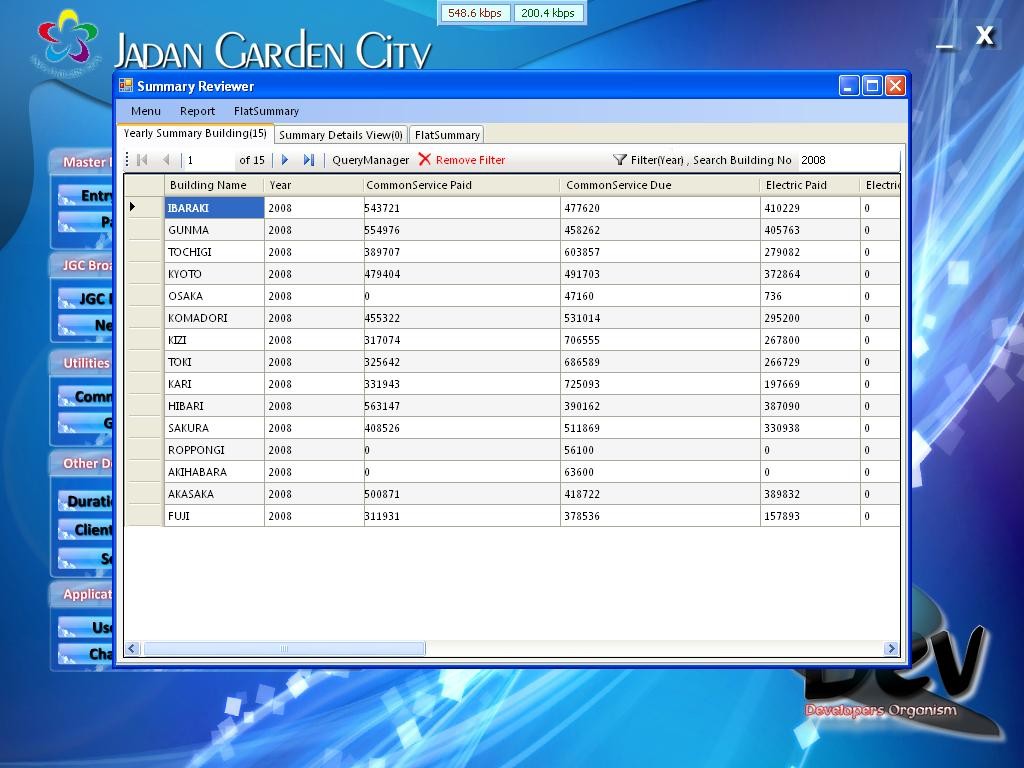 548.6 kbps 200.4 kbps
Jadan Garden City
_ X
Summary Reviewer
Menu Report FlatSummary
Yearly Summary Building(15) Summary Details View(0) FlatSummary
1 of 15 QueryManager Remove Filter Filter(Year) , Search Building No 2008
Building Name Year CommonService Paid CommonService Due Electric Paid Electric
IBARAKI 2008 543721 477620 410229 0
GUNMA 2008 554976 458262 405763 0
TOCHIGI 2008 389707 603857 279082 0
KYOTO 2008 479404 491703 372864 0
OSAKA 2008 0 47160 736 0
KOMADORI 2008 455322 531014 295200 0
KIZI 2008 317074 706555 267800 0
TOKI 2008 325642 686589 266729 0
KARI 2008 331943 725093 197669 0
HIBARI 2008 563147 390162 387090 0
SAKURA 2008 408526 511869 330938 0
ROPPONGI 2008 0 56100 0 0
AKIHABARA 2008 0 63600 0 0
AKASAKA 2008 500871 418722 389832 0
FUJI 2008 311931 378536 157893 0
Master
Entry
JGC Broa
JGC
Ne
Utilities
Comm
G
Other D
Durati
Client
S
Applicat
Use
Cha
Dev
Developers Organism